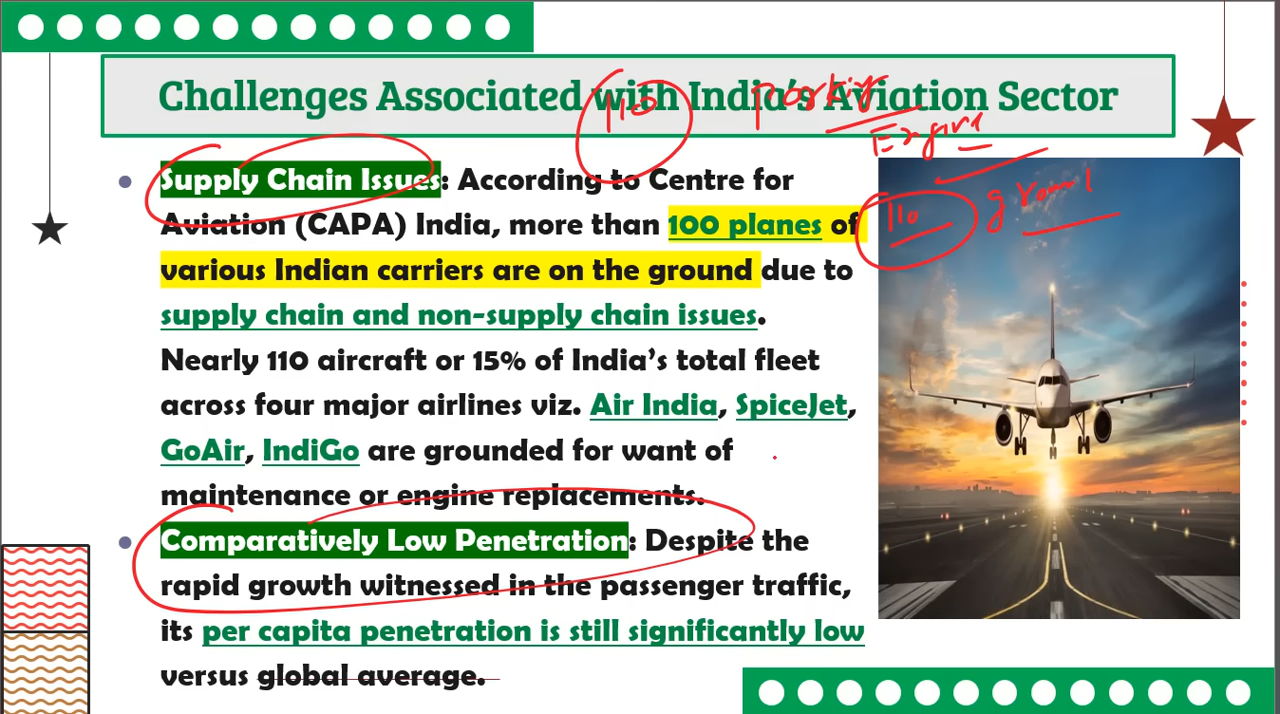 Challenges Associated with India's Aviation Sector
110
Parking
Engine
110
ground
Supply Chain Issues: According to Centre for
Aviation (CAPA) India, more than 100 planes of
various Indian carriers are on the ground due to
supply chain and non-supply chain issues.
Nearly 110 aircraft or 15% of India's total fleet
across four major airlines viz. Air India, SpiceJet,
GoAir, IndiGo are grounded for want of
maintenance or engine replacements.
Comparatively Low Penetration: Despite the
rapid growth witnessed in the passenger traffic,
its per capita penetration is still significantly low
versus global average.